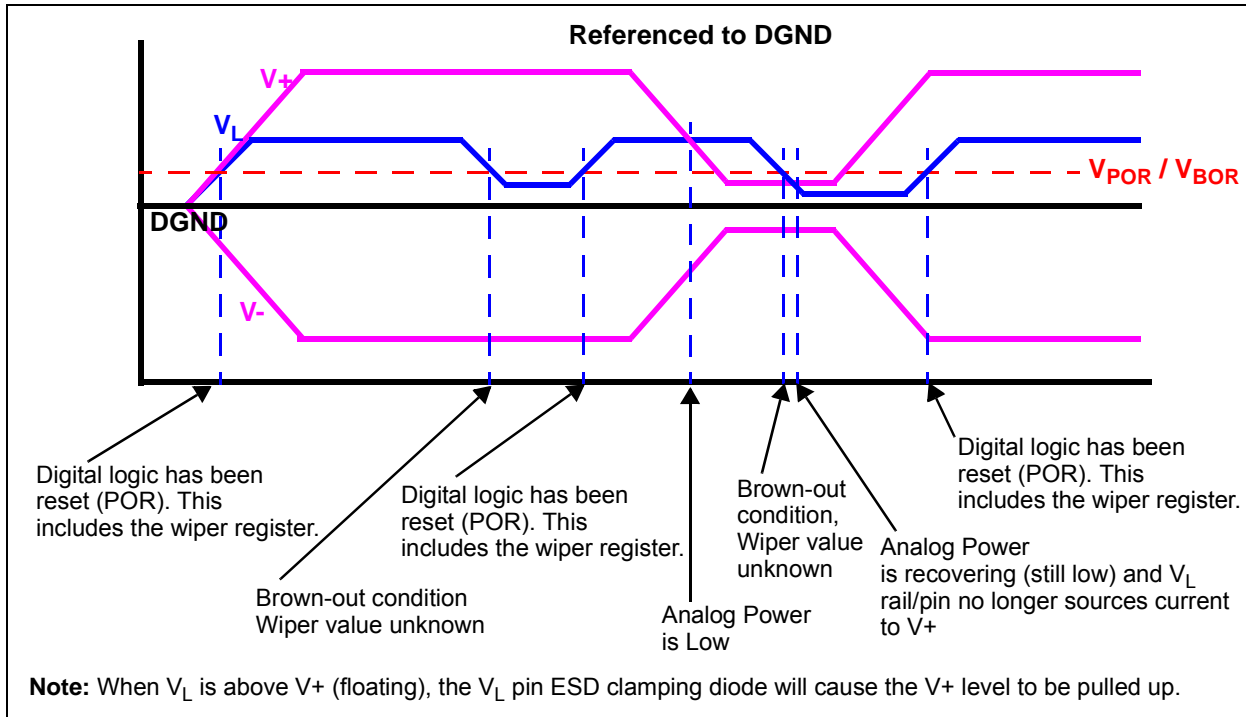 Referenced to DGND
V+
VL
VPOR / VBOR
DGND
V-
Digital logic has been
reset (POR). This
includes the wiper register.
Brown-out condition
Wiper value unknown
Digital logic has been
reset (POR). This
includes the wiper register.
Analog Power
is Low
Brown-out
condition,
Wiper value
unknown
Analog Power
is recovering (still low) and VL
rail/pin no longer sources current
to V+
Digital logic has been
reset (POR). This
includes the wiper register.
Note: When VL is above V+ (floating), the VL pin ESD clamping diode will cause the V+ level to be pulled up.